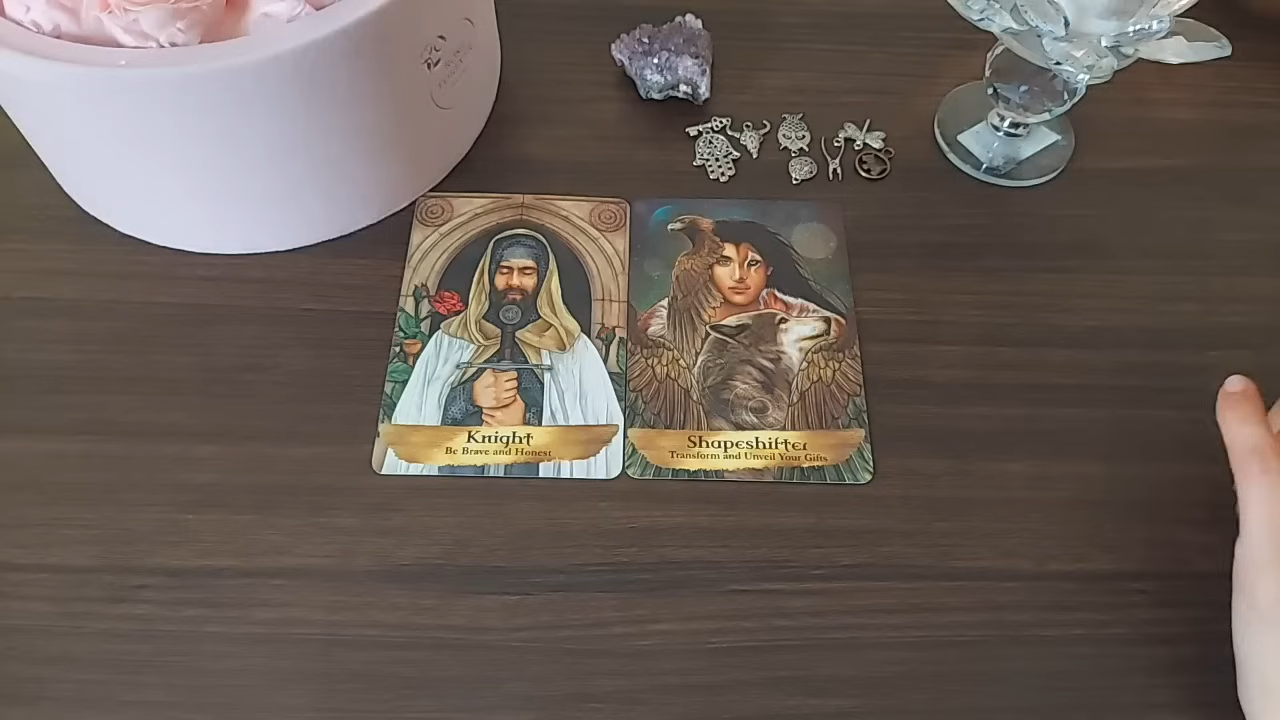 Knight
Be Brave and Honest
Shapeshifter
Transform and Unveil Your Gifts